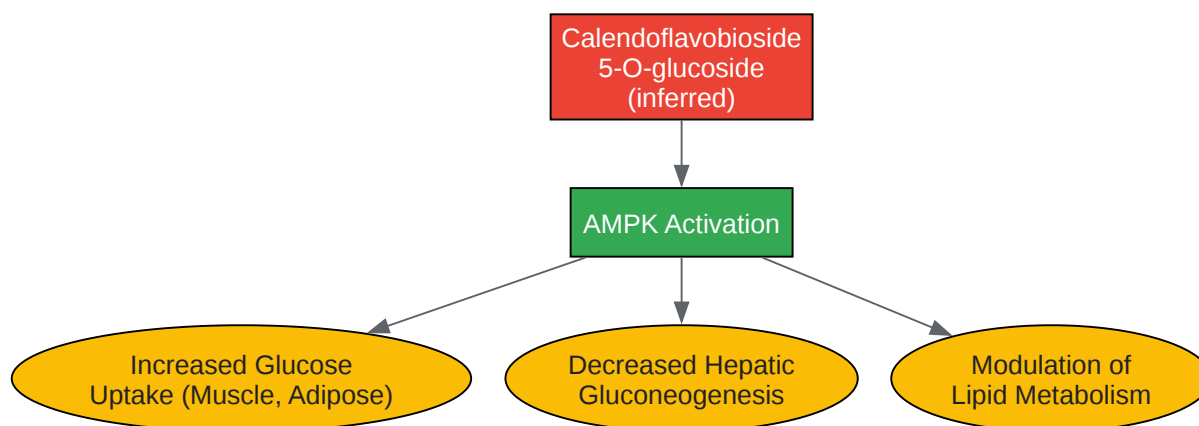 Calendoflavobioside
5-O-glucoside
(inferred)
AMPK Activation
Increased Glucose
Uptake (Muscle, Adipose)
Decreased Hepatic
Gluconeogenesis
Modulation of
Lipid Metabolism